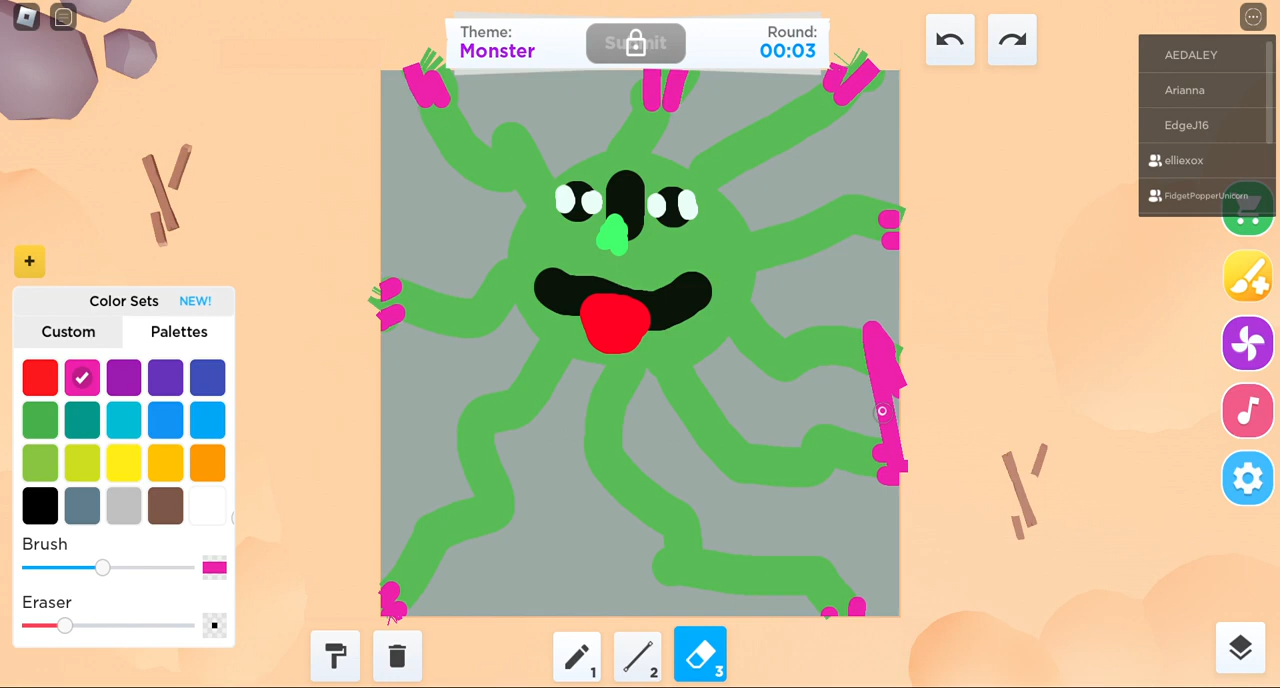 Theme:
Monster
Submit
Round:
00:03
AEDALEY
Arianna
EdgeJ16
elliexox
FidgetPopperUnicorn
+
Color Sets NEW!
Custom Palettes
Brush
Eraser
1
2
3